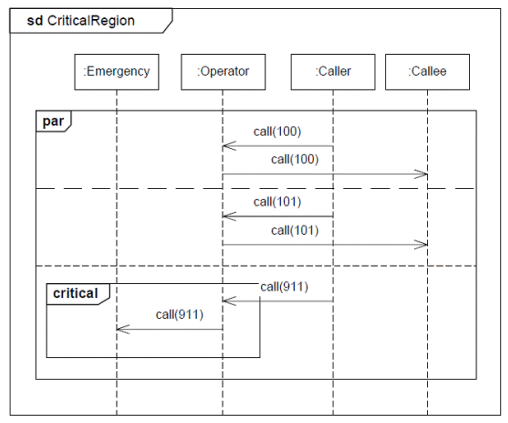 sd CriticalRegion
:Emergency :Operator :Caller :Callee
par
call(100)
call(100)
call(101)
call(101)
critical
call(911)
call(911)